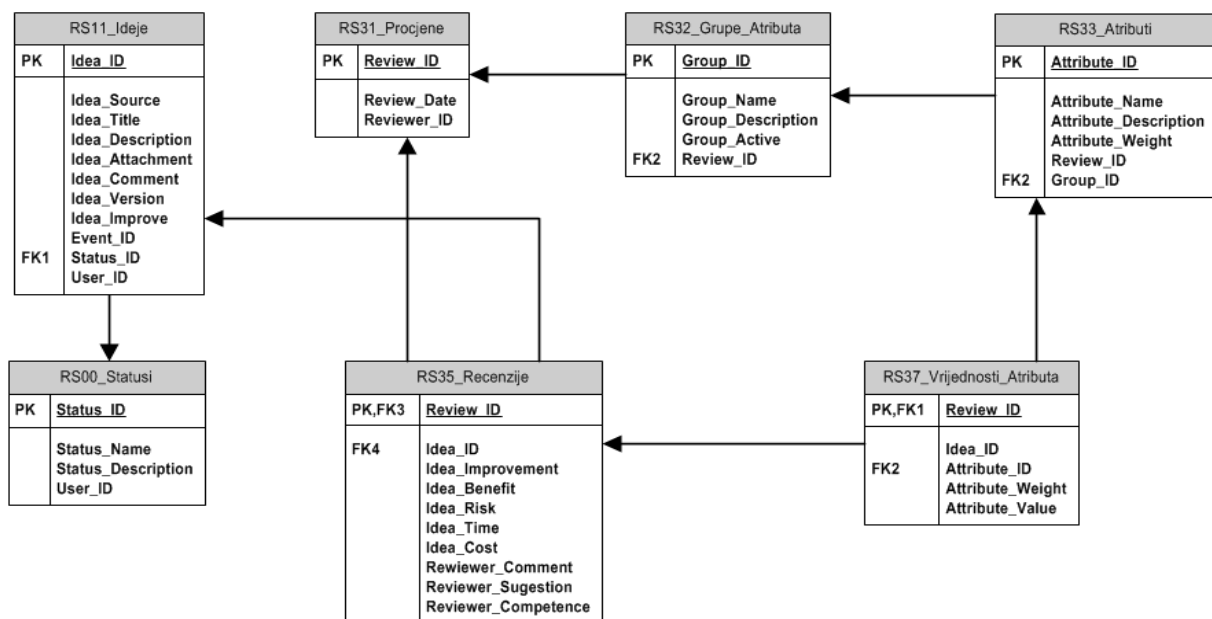 RS11_Ideje
PK Idea_ID
Idea_Source
Idea_Title
Idea_Description
Idea_Attachment
Idea_Comment
Idea_Version
Idea_Improve
Event_ID
FK1 Status_ID
User_ID
RS31_Procjene
PK Review_ID
Review_Date
Reviewer_ID
RS32_Grupe_Atributa
PK Group_ID
Group_Name
Group_Description
Group_Active
FK2 Review_ID
RS33_Atributi
PK Attribute_ID
Attribute_Name
Attribute_Description
Attribute_Weight
Review_ID
FK2 Group_ID
RS00_Statusi
PK Status_ID
Status_Name
Status_Description
User_ID
RS35_Recenzije
PK,FK3 Review_ID
FK4 Idea_ID
Idea_Improvement
Idea_Benefit
Idea_Risk
Idea_Time
Idea_Cost
Rewiewer_Comment
Reviewer_Sugestion
Reviewer_Competence
RS37_Vrijednosti_Atributa
PK,FK1 Review_ID
Idea_ID
FK2 Attribute_ID
Attribute_Weight
Attribute_Value